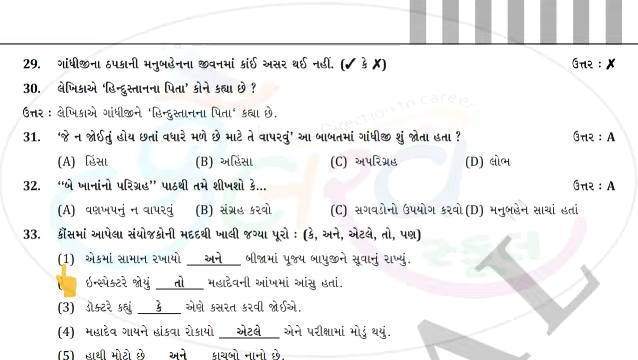 29. ગાંધીજીના ઠપકાની મનુબહેનના જીવનમાં કાંઈ અસર થઈ નહીં. (✓ કે ✗) ઉત્તર : ✗
30. લેખિકાએ ‘હિન્દુસ્તાનના પિતા’ કોને કહ્યા છે ?
ઉત્તર : લેખિકાએ ગાંધીજીને ‘હિન્દુસ્તાનના પિતા‘ કહ્યા છે.
31. ‘જે ન જોઈતું હોય છતાં વધારે મળે છે માટે તે વાપરવું’ આ બાબતમાં ગાંધીજી શું જોતા હતા ? ઉત્તર : A
(A) હિંસા (B) અહિંસા (C) અપરિગ્રહ (D) લોભ
32. ‘‘બે ખાનાંનો પરિગ્રહ’’ પાઠથી તમે શીખશો કે... ઉત્તર : A
(A) વણખપનું ન વાપરવું (B) સંગ્રહ કરવો (C) સગવડોનો ઉપયોગ કરવો (D) મનુબહેન સાચાં હતાં
33. કૌંસમાં આપેલા સંયોજકોની મદદથી ખાલી જગ્યા પૂરો : (કે, અને, એટલે, તો, પણ)
(1) એકમાં સામાન રખાયો અને બીજામાં પૂજ્ય બાપુજીને સૂવાનું રાખ્યું.
ઇન્સ્પેક્ટરે જોયું તો મહાદેવની આંખમાં આંસુ હતાં.
(3) ડૉક્ટરે કહ્યું કે એણે કસરત કરવી જોઈએ.
(4) મહાદેવ ગાયને હાંકવા રોકાયો એટલે એને પરીક્ષામાં મોડું થયું.
(5) હાથી મોટો છે અને કાચબો નાનો છે.